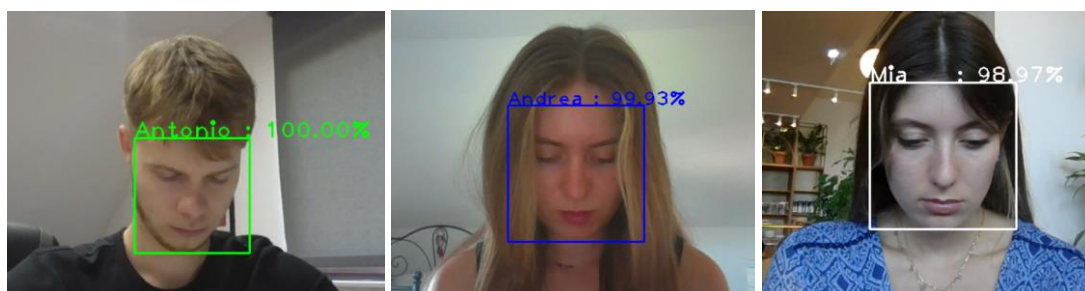 Antonio : 100.00%
Andrea : 99.93%
Mia : 98.97%